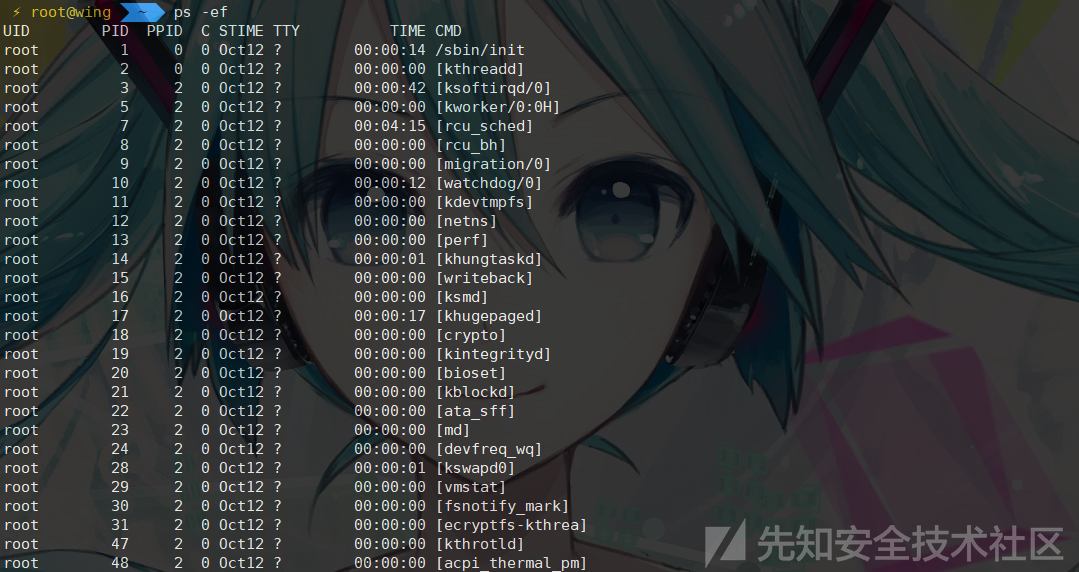 ⚡ root@wing ~ ps -ef
UID PID PPID C STIME TTY TIME CMD
root 1 0 0 Oct12 ? 00:00:14 /sbin/init
root 2 0 0 Oct12 ? 00:00:00 [kthreadd]
root 3 2 0 Oct12 ? 00:00:42 [ksoftirqd/0]
root 5 2 0 Oct12 ? 00:00:00 [kworker/0:0H]
root 7 2 0 Oct12 ? 00:04:15 [rcu_sched]
root 8 2 0 Oct12 ? 00:00:00 [rcu_bh]
root 9 2 0 Oct12 ? 00:00:00 [migration/0]
root 10 2 0 Oct12 ? 00:00:12 [watchdog/0]
root 11 2 0 Oct12 ? 00:00:00 [kdevtmpfs]
root 12 2 0 Oct12 ? 00:00:00 [netns]
root 13 2 0 Oct12 ? 00:00:00 [perf]
root 14 2 0 Oct12 ? 00:00:01 [khungtaskd]
root 15 2 0 Oct12 ? 00:00:00 [writeback]
root 16 2 0 Oct12 ? 00:00:00 [ksmd]
root 17 2 0 Oct12 ? 00:00:17 [khugepaged]
root 18 2 0 Oct12 ? 00:00:00 [crypto]
root 19 2 0 Oct12 ? 00:00:00 [kintegrityd]
root 20 2 0 Oct12 ? 00:00:00 [bioset]
root 21 2 0 Oct12 ? 00:00:00 [kblockd]
root 22 2 0 Oct12 ? 00:00:00 [ata_sff]
root 23 2 0 Oct12 ? 00:00:00 [md]
root 24 2 0 Oct12 ? 00:00:00 [devfreq_wq]
root 28 2 0 Oct12 ? 00:00:01 [kswapd0]
root 29 2 0 Oct12 ? 00:00:00 [vmstat]
root 30 2 0 Oct12 ? 00:00:00 [fsnotify_mark]
root 31 2 0 Oct12 ? 00:00:00 [ecryptfs-kthrea]
root 47 2 0 Oct12 ? 00:00:00 [kthrotld]
root 48 2 0 Oct12 ? 00:00:00 [acpi_thermal_pm]
先知安全技术社区